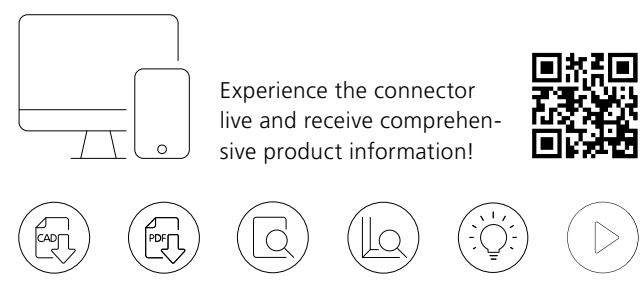 Experience the connector
live and receive comprehen-
sive product information!
CAD
PDF